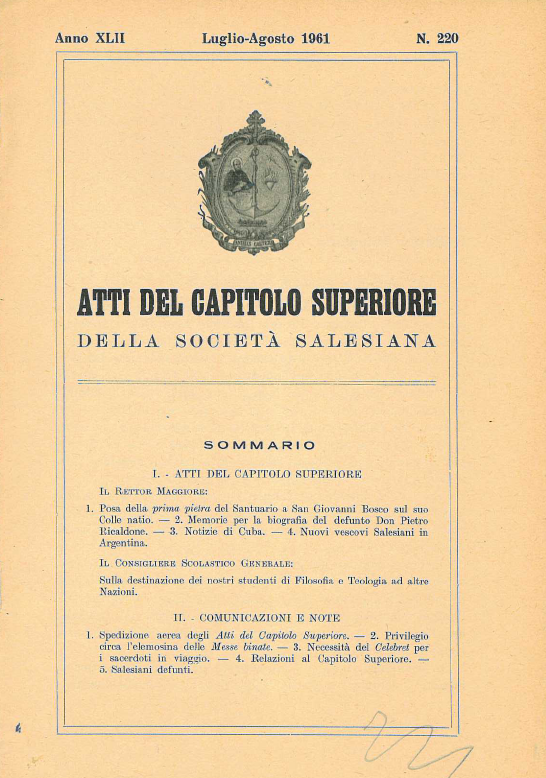 Anno XLII Luglio-Agosto 1961 N. 220
ATTI DEL CAPITOLO SUPERIORE
DELLA SOCIETÀ SALESIANA
SOMMARIO
I. - ATTI DEL CAPITOLO SUPERIORE
Il Rettor Maggiore:
1. Posa della prima pietra del Santuario a San Giovanni Bosco sul suo
Colle natio. — 2. Memorie per la biografia del defunto Don Pietro
Ricaldone. — 3. Notizie di Cuba. — 4. Nuovi vescovi Salesiani in
Argentina.
Il Consigliere Scolastico Generale:
Sulla destinazione dei nostri studenti di Filosofia e Teologia ad altre
Nazioni.
II. - COMUNICAZIONI E NOTE
1. Spedizione aerea degli Atti del Capitolo Superiore. — 2. Privilegio
circa l'elemosina delle Messe binate. — 3. Necessità del Celebret per
i sacerdoti in viaggio. — 4. Relazioni al Capitolo Superiore. —
5. Salesiani defunti.